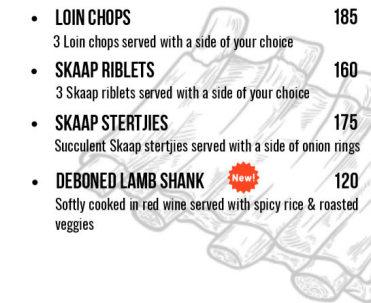 • LOIN CHOPS 185
3 Loin chops served with a side of your choice
• SKAAP RIBLETS 160
3 Skaap riblets served with a side of your choice
• SKAAP STERTJIES 175
Succulent Skaap stertjies served with a side of onion rings
• DEBONED LAMB SHANK New! 120
Softly cooked in red wine served with spicy rice & roasted
veggies